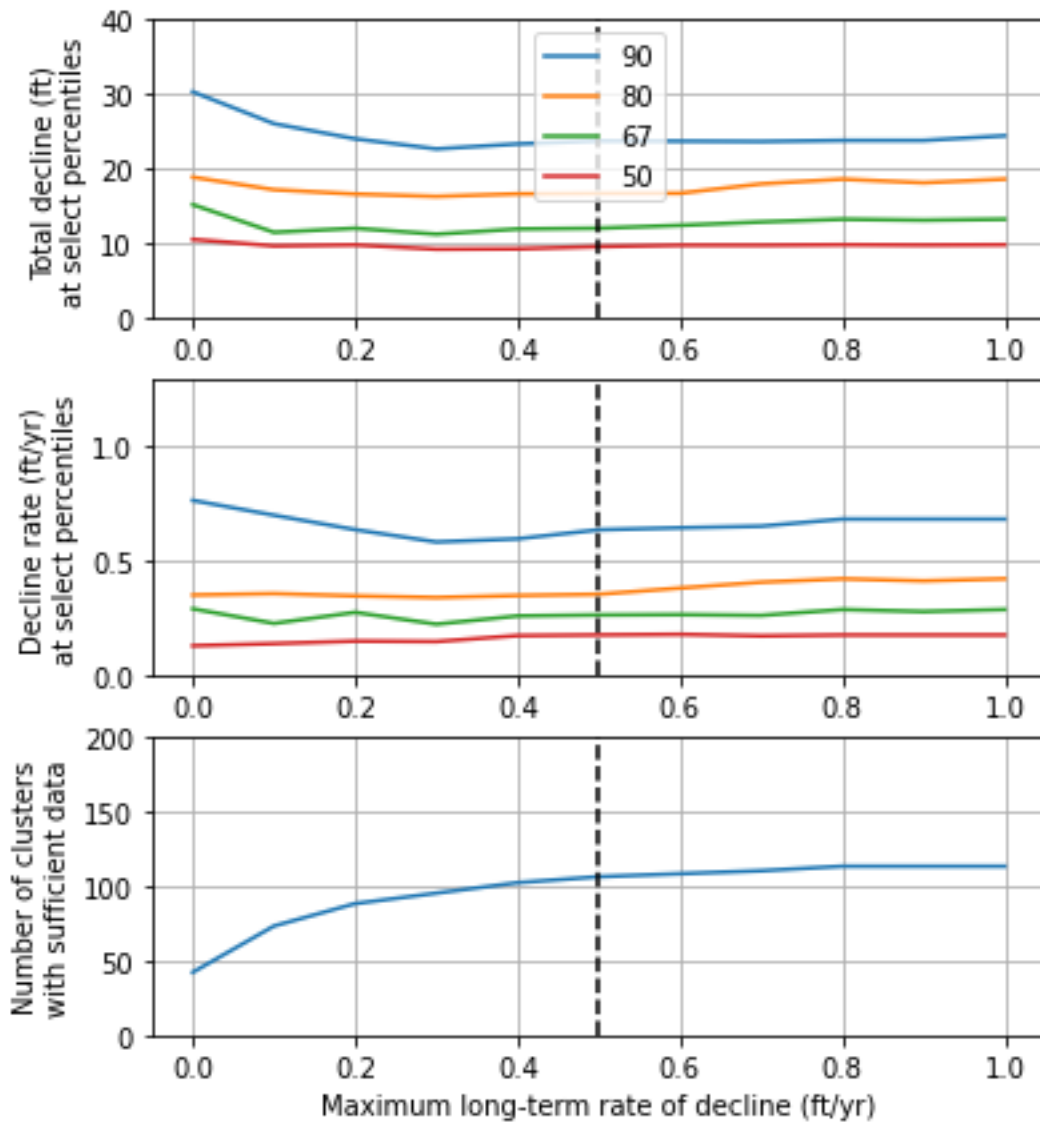 Total decline (ft)
at select percentiles
40
30
20
10
0
90
80
67
50
0.0 0.2 0.4 0.6 0.8 1.0
Decline rate (ft/yr)
at select percentiles
1.0
0.5
0.0
0.0 0.2 0.4 0.6 0.8 1.0
Number of clusters
with sufficient data
200
150
100
50
0
0.0 0.2 0.4 0.6 0.8 1.0
Maximum long-term rate of decline (ft/yr)